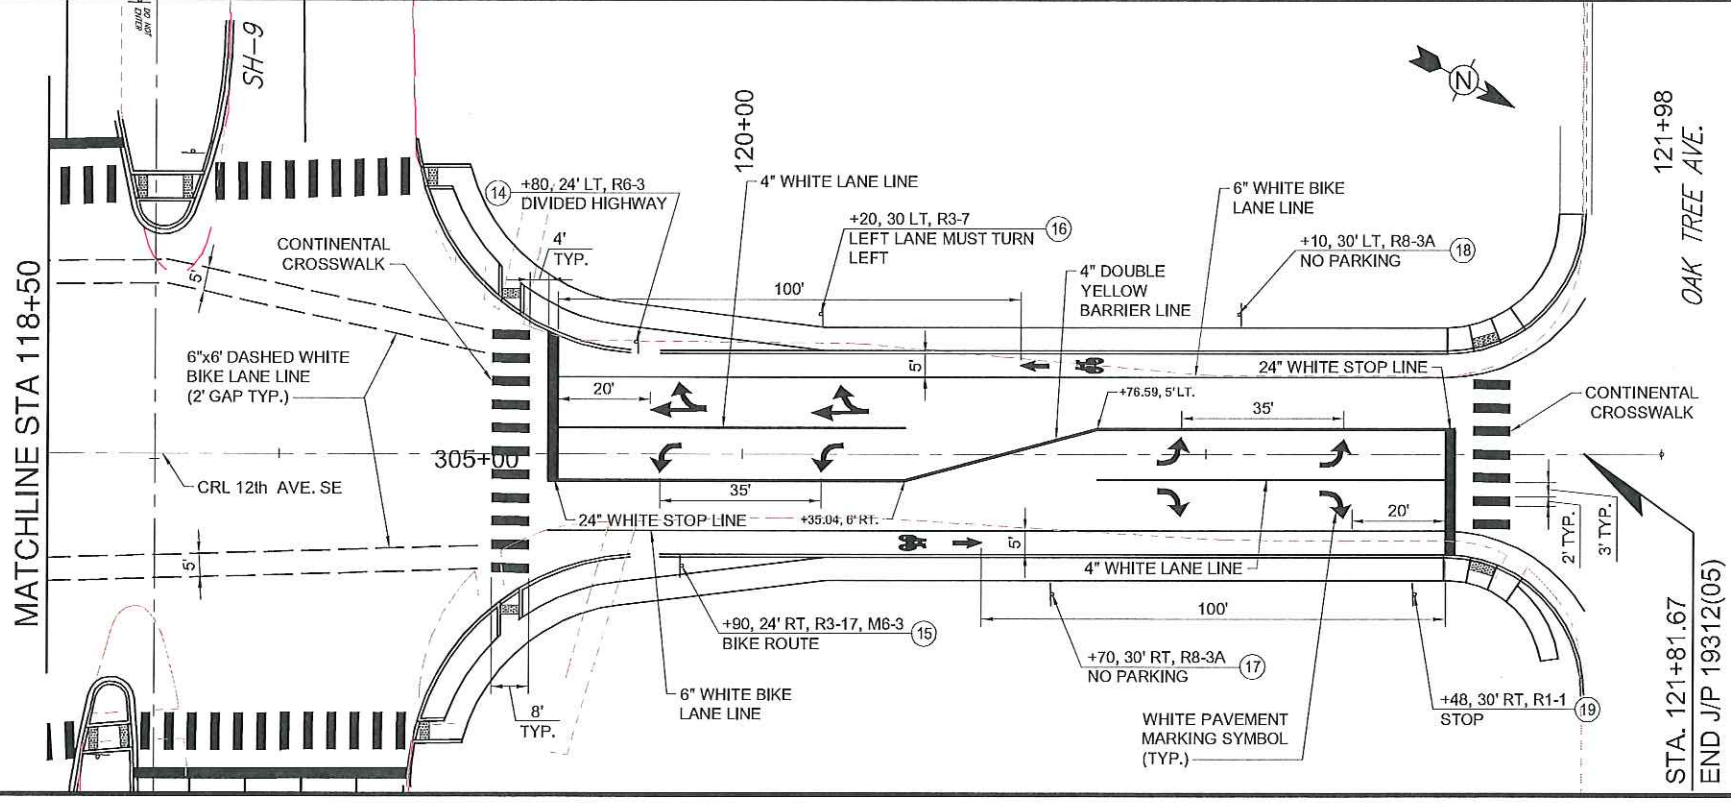 DO NOT
ENTER
SH-9
MATCHLINE STA 118+50
120+00
N
121+98
OAK TREE AVE.
14
+80, 24' LT, R6-3
DIVIDED HIGHWAY
4" WHITE LANE LINE
+20, 30 LT, R3-7
LEFT LANE MUST TURN
LEFT
16
6" WHITE BIKE
LANE LINE
+10, 30' LT, R8-3A
NO PARKING
18
CONTINENTAL
CROSSWALK
4'
TYP.
5'
100'
4" DOUBLE
YELLOW
BARRIER LINE
6"x6' DASHED WHITE
BIKE LANE LINE
(2' GAP TYP.)
20'
5'
24" WHITE STOP LINE
+76.59, 5' LT.
35'
CONTINENTAL
CROSSWALK
305+00
CRL 12th AVE. SE
35'
24" WHITE STOP LINE
+35.04, 6' RT.
20'
2' TYP.
3' TYP.
5'
5'
4" WHITE LANE LINE
100'
+90, 24' RT, R3-17, M6-3
BIKE ROUTE
15
+70, 30' RT, R8-3A
NO PARKING
17
6" WHITE BIKE
LANE LINE
8'
TYP.
WHITE PAVEMENT
MARKING SYMBOL
(TYP.)
+48, 30' RT, R1-1
STOP
19
STA. 121+81.67
END J/P 19312(05)